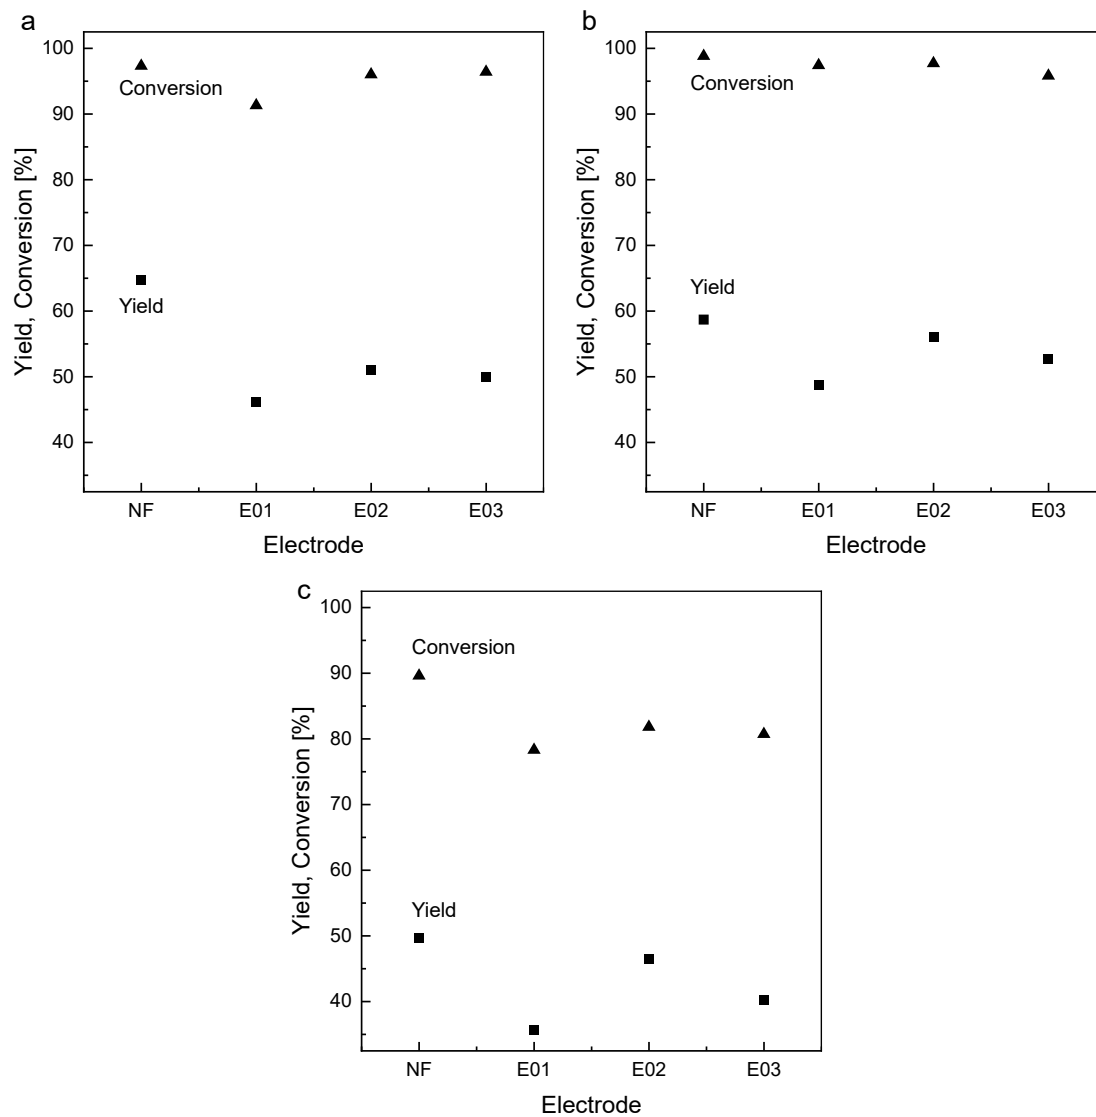 a
Yield, Conversion [%]
100
90
80
70
60
50
40
Conversion
Yield
NF E01 E02 E03
Electrode
b
Yield, Conversion [%]
100
90
80
70
60
50
40
Conversion
Yield
NF E01 E02 E03
Electrode
c
Yield, Conversion [%]
100
90
80
70
60
50
40
Conversion
Yield
NF E01 E02 E03
Electrode